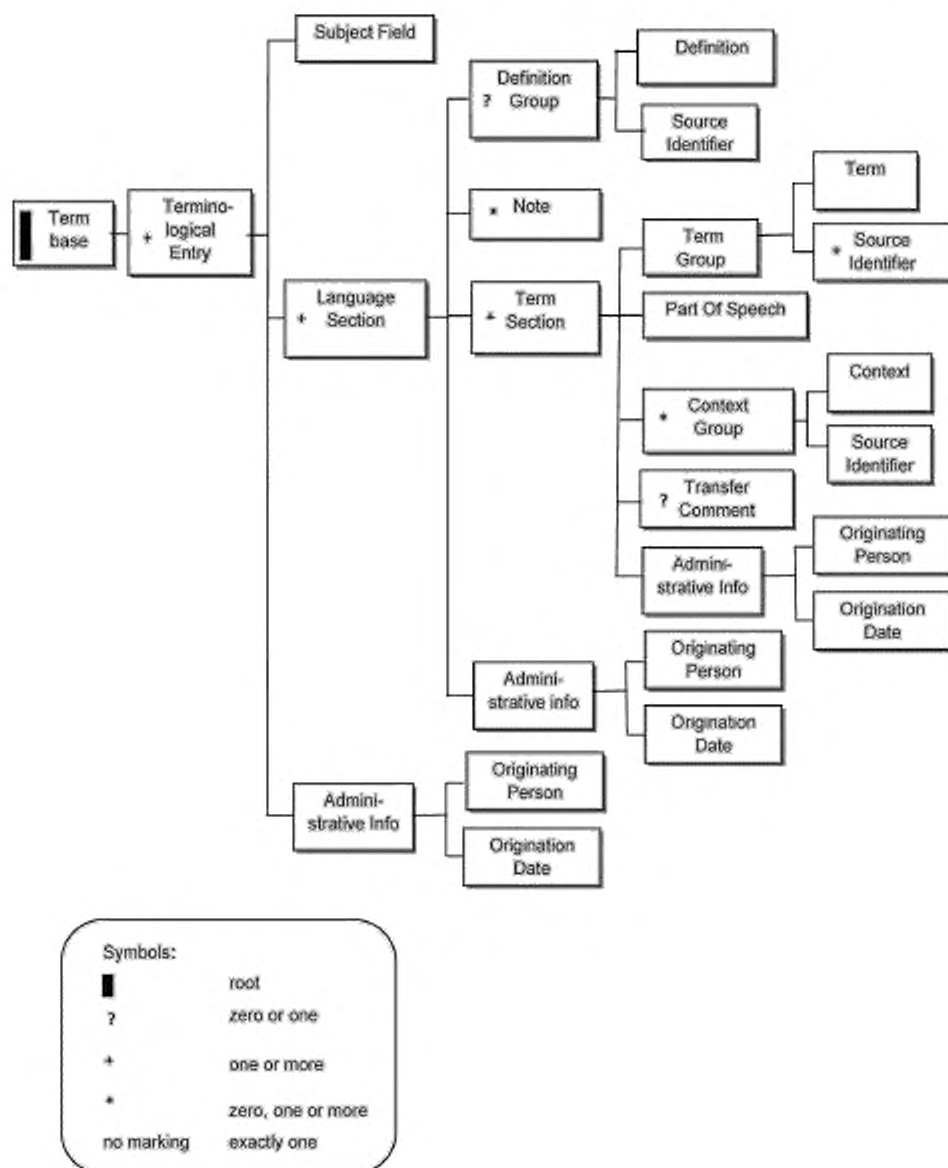 Subject Field
Definition
? Definition
Group
Source
Identifier
Term
base
+ Termino-
logical
Entry
* Note
Term
Term
Group
* Source
Identifier
+ Language
Section
* Term
Section
Part Of Speech
* Context
Group
Context
Source
Identifier
? Transfer
Comment
Admini-
strative Info
Originating
Person
Origination
Date
Admini-
strative info
Originating
Person
Origination
Date
Admini-
strative Info
Originating
Person
Origination
Date
Symbols:
root
? zero or one
+ one or more
* zero, one or more
no marking exactly one